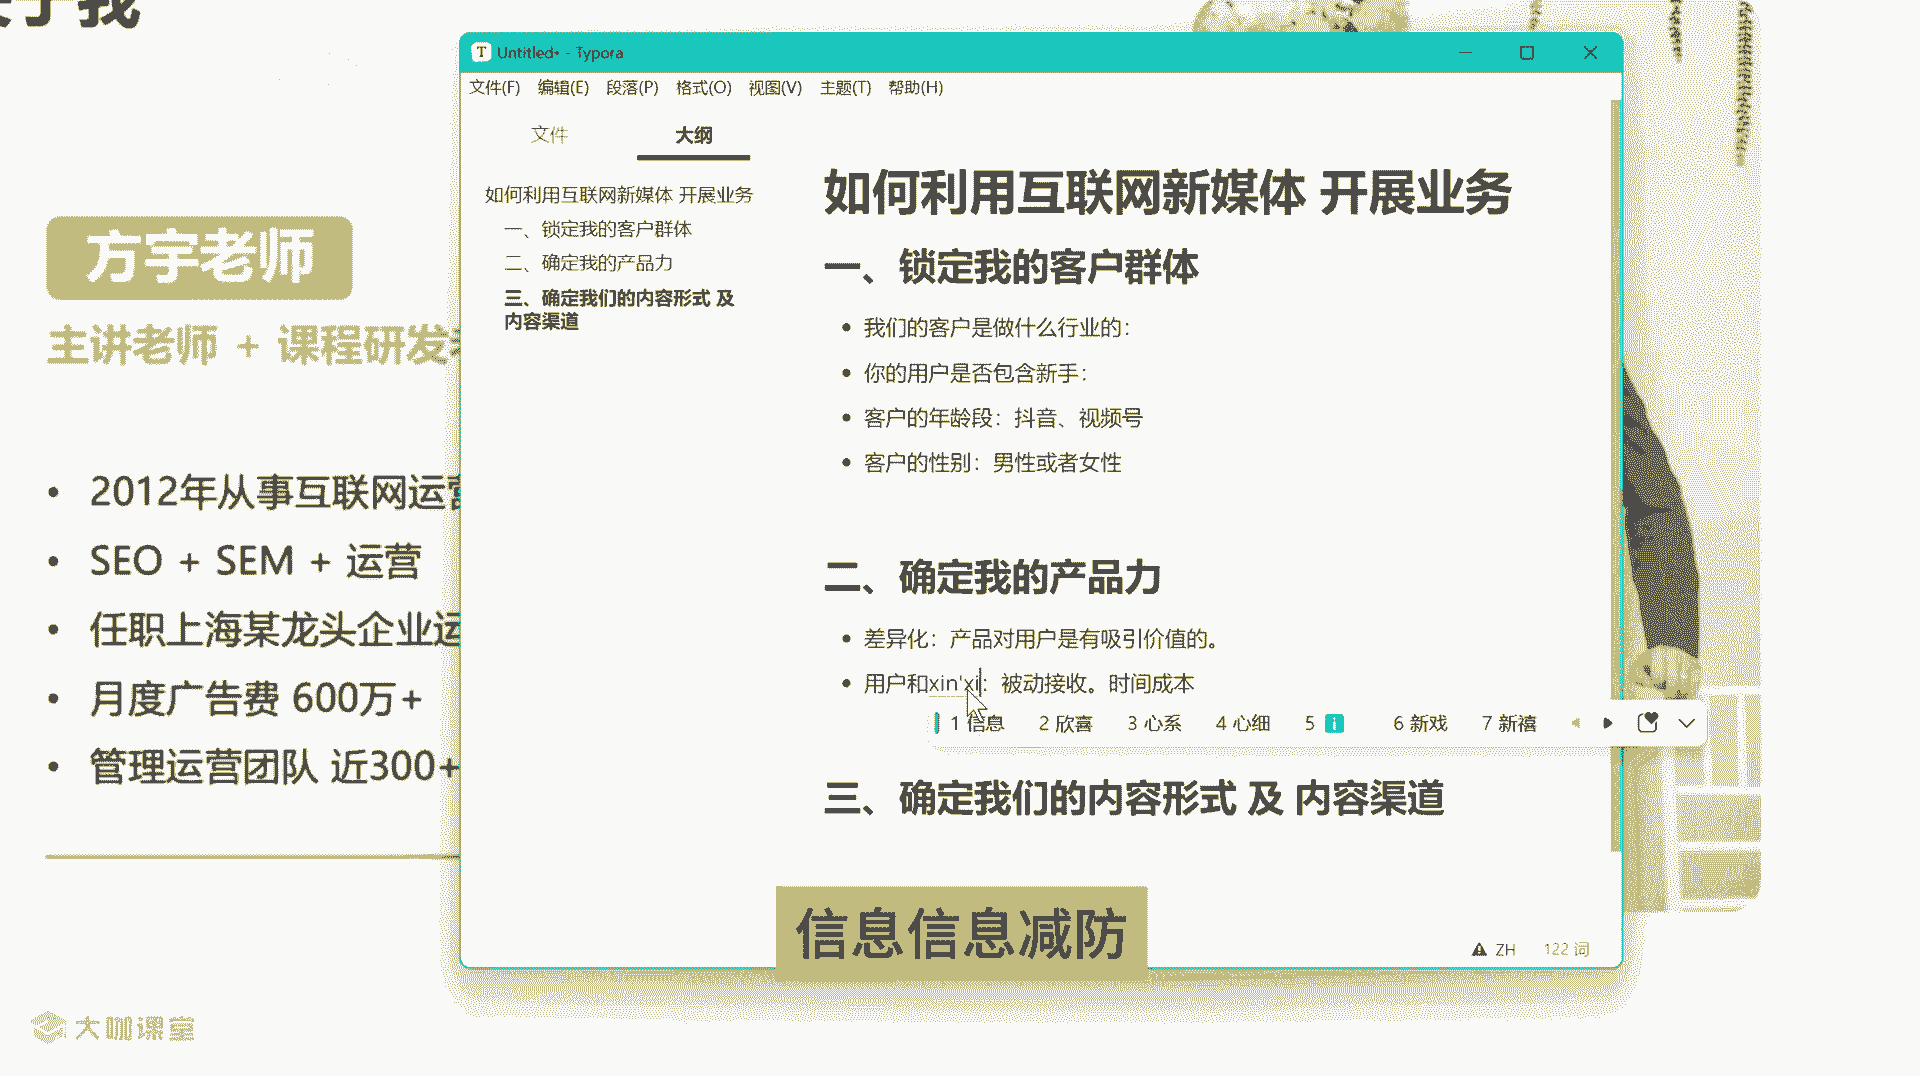 于我
方宇老师
主讲老师 + 课程研发
2012年从事互联网运营
SEO + SEM + 运营
任职上海某龙头企业运
月度广告费 600万+
管理运营团队 近300+
大咖课堂
T Untitled• - Typora
文件(F) 编辑(E) 段落(P) 格式(O) 视图(V) 主题(T) 帮助(H)
文件 大纲
如何利用互联网新媒体 开展业务
一、锁定我的客户群体
二、确定我的产品力
三、确定我们的内容形式 及
内容渠道
如何利用互联网新媒体 开展业务
一、锁定我的客户群体
我们的客户是做什么行业的：
你的用户是否包含新手：
客户的年龄段：抖音、视频号
客户的性别：男性或者女性
二、确定我的产品力
差异化：产品对用户是有吸引价值的。
用户和xin'xi：被动接收。时间成本
1 信息 2 欣喜 3 心系 4 心细 5 i 6 新戏 7 新禧
三、确定我们的内容形式 及 内容渠道
信息信息减防
ZH 122 词